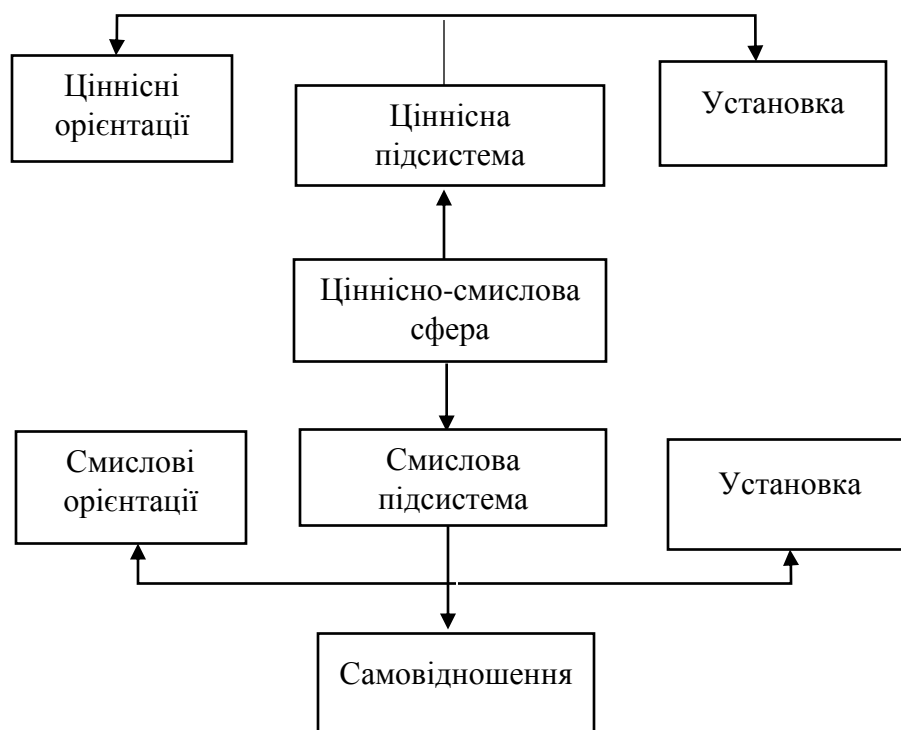 Ціннісні
орієнтації
Ціннісна
підсистема
Установка
Ціннісно-смислова
сфера
Смислові
орієнтації
Смислова
підсистема
Установка
Самовідношення